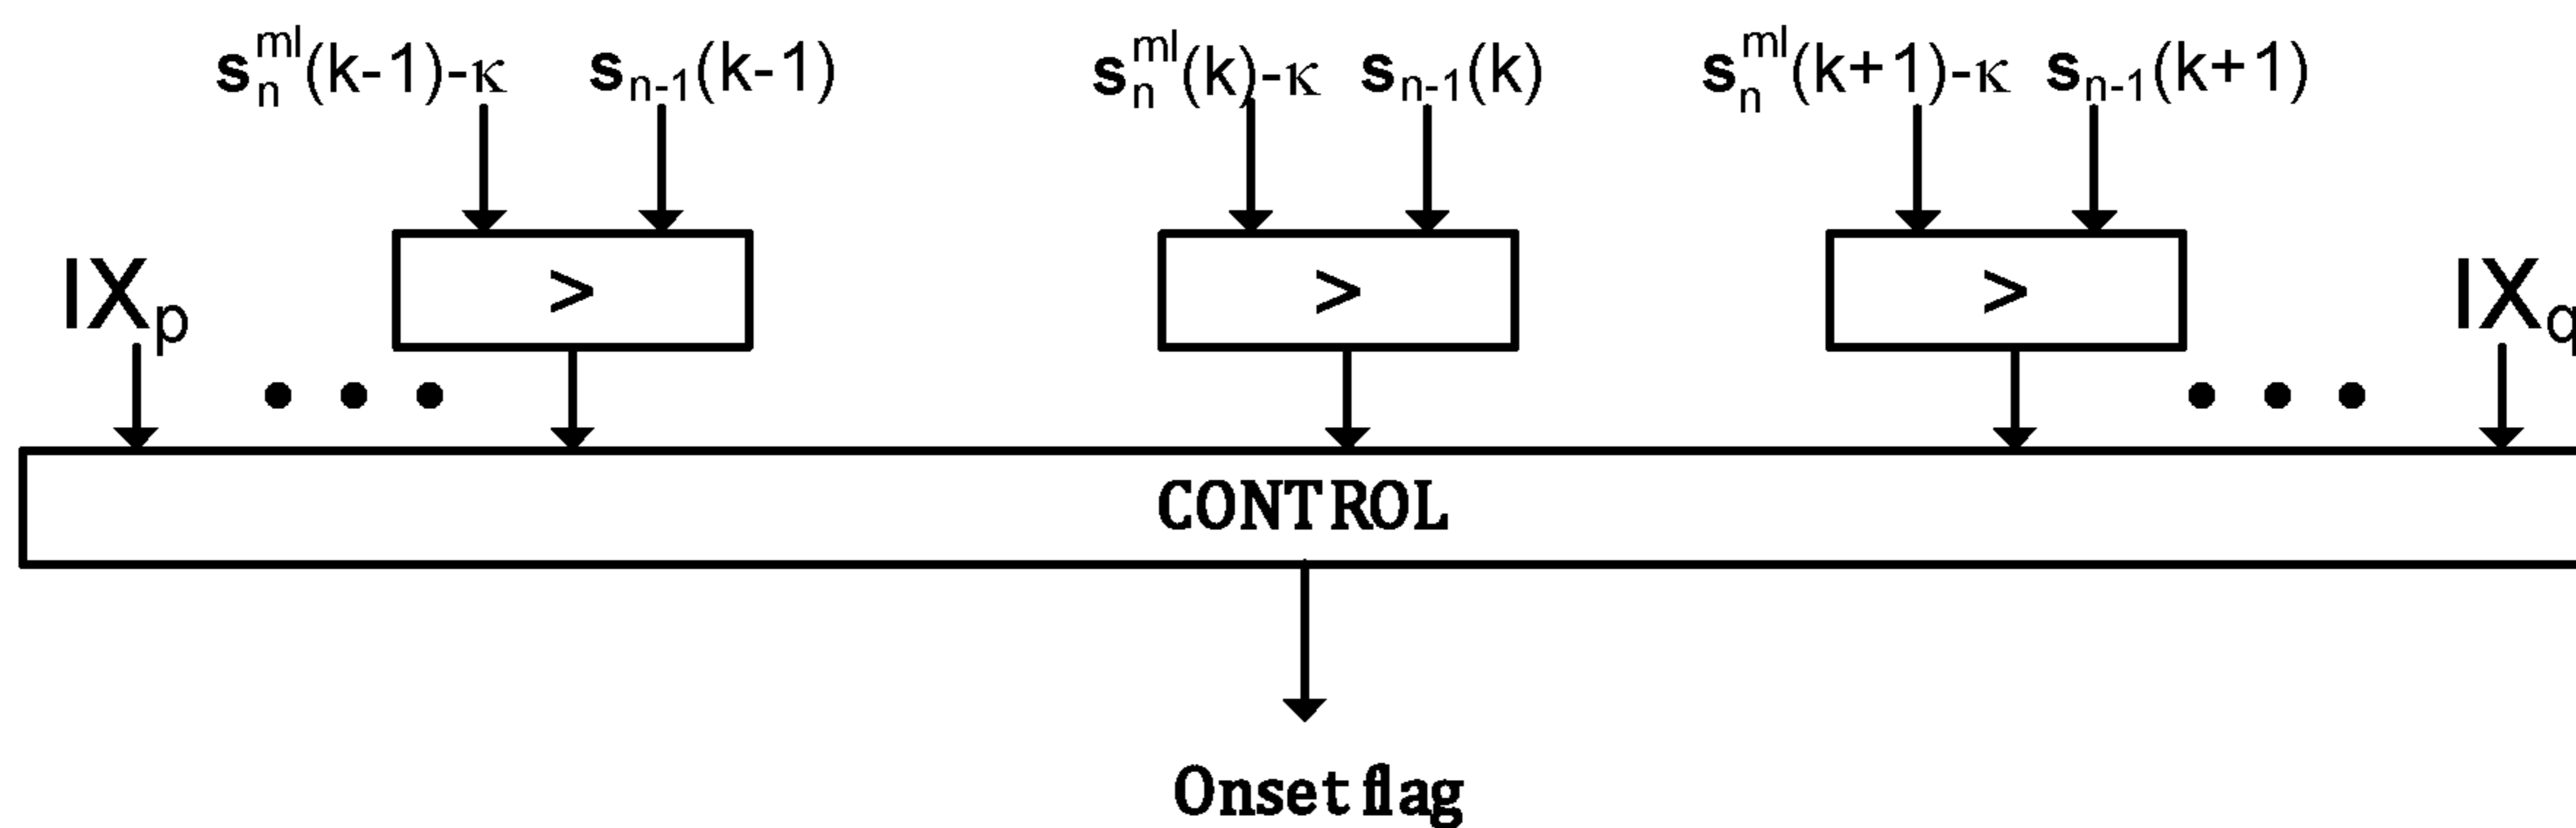 s_n^ml(k-1)-κ s_n-1(k-1) s_n^ml(k)-κ s_n-1(k) s_n^ml(k+1)-κ s_n-1(k+1)
IX_p > > > IX_q
CONTROL
Onset flag